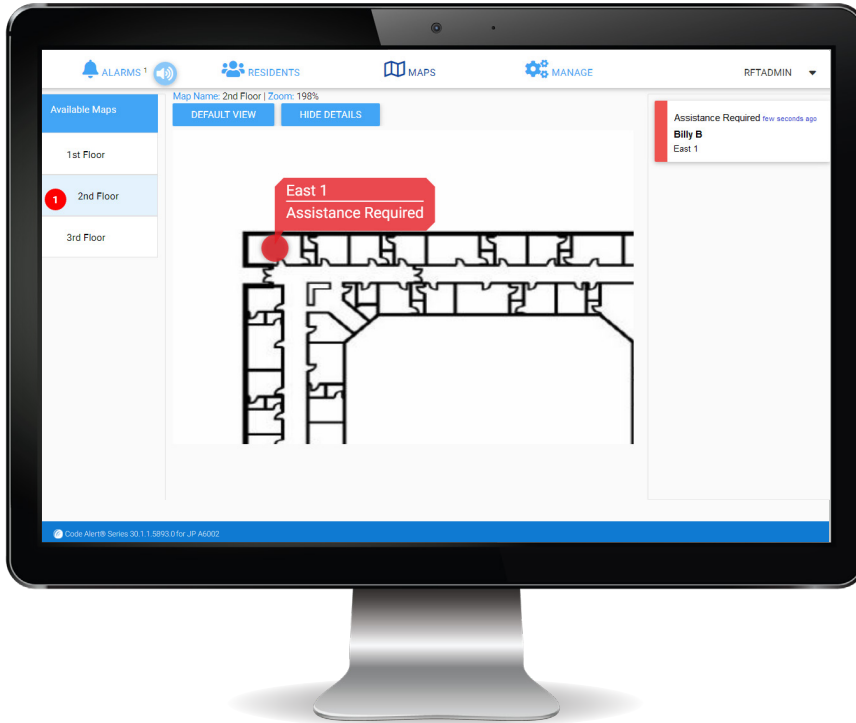 ALARMS 1
RESIDENTS
MAPS
MANAGE
RFTADMIN
Available Maps
1st Floor
1
2nd Floor
3rd Floor
Map Name: 2nd Floor | Zoom: 198%
DEFAULT VIEW
HIDE DETAILS
East 1
Assistance Required
Assistance Required few seconds ago
Billy B
East 1
Code Alert® Series 30.1.1.5893.0 for JP A6002